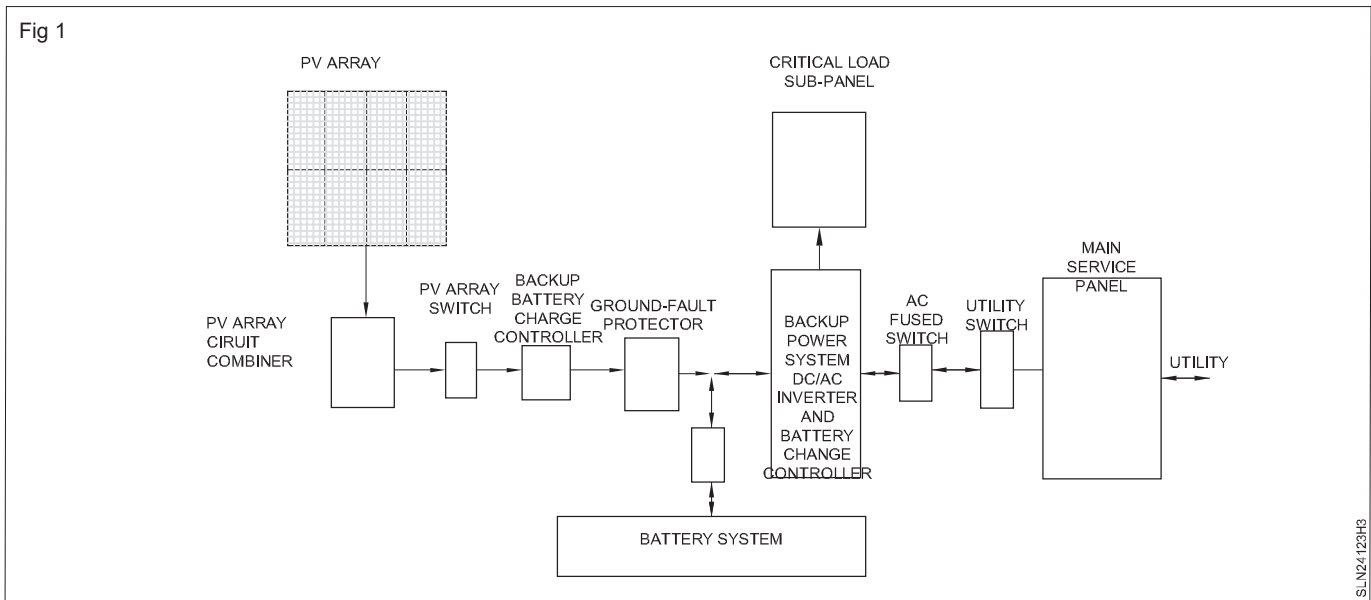 Fig 1
PV ARRAY
CRITICAL LOAD
SUB-PANEL
PV ARRAY
CIRUIT
COMBINER
PV ARRAY
SWITCH
BACKUP
BATTERY
CHARGE
CONTROLLER
GROUND-FAULT
PROTECTOR
BACKUP
POWER
SYSTEM
DC/AC
INVERTER
AND
BATTERY
CHANGE
CONTROLLER
AC
FUSED
SWITCH
UTILITY
SWITCH
MAIN
SERVICE
PANEL
UTILITY
BATTERY SYSTEM
SLN24123H3